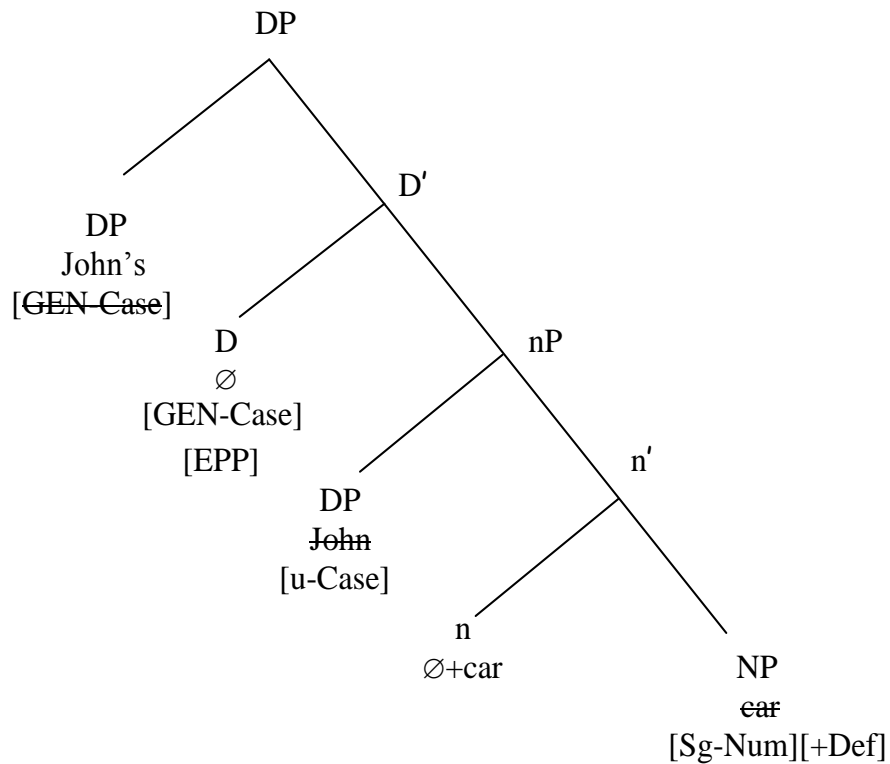 DP
D′
DP
John’s
[GEN-Case]
D
∅
[GEN-Case]
[EPP]
nP
DP
John
[u-Case]
n′
n
∅+car
NP
car
[Sg-Num][+Def]